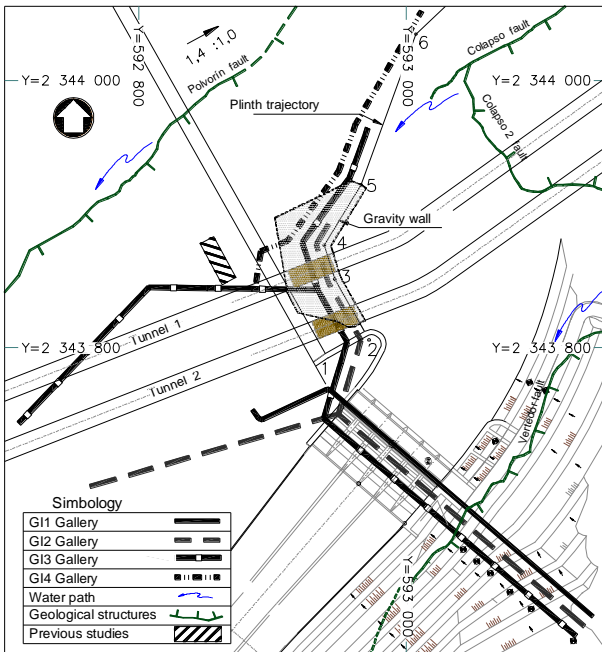 Y=592 800
Y=593 000
6
1,4 :1,0
Polvorín fault
Colapso fault
Y=2 344 000
Y=2 344 000
Plinth trajectory
Colapso 2 fault
5
Gravity wall
4
3
Tunnel 1
Y=2 343 800
Y=2 343 800
2
1
Tunnel 2
Vertedor fault
Y=593 000
Simbology
GI1 Gallery
GI2 Gallery
GI3 Gallery
GI4 Gallery
Water path
Geological structures
Previous studies